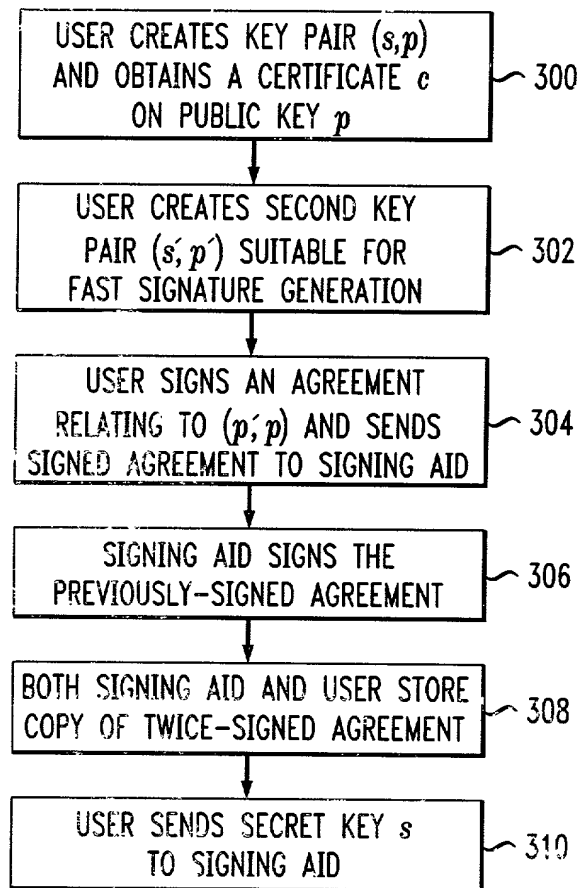 USER CREATES KEY PAIR (s,p)
AND OBTAINS A CERTIFICATE c
ON PUBLIC KEY p
300
USER CREATES SECOND KEY
PAIR (s′, p′) SUITABLE FOR
FAST SIGNATURE GENERATION
302
USER SIGNS AN AGREEMENT
RELATING TO (p′, p) AND SENDS
SIGNED AGREEMENT TO SIGNING AID
304
SIGNING AID SIGNS THE
PREVIOUSLY-SIGNED AGREEMENT
306
BOTH SIGNING AID AND USER STORE
COPY OF TWICE-SIGNED AGREEMENT
308
USER SENDS SECRET KEY s
TO SIGNING AID
310